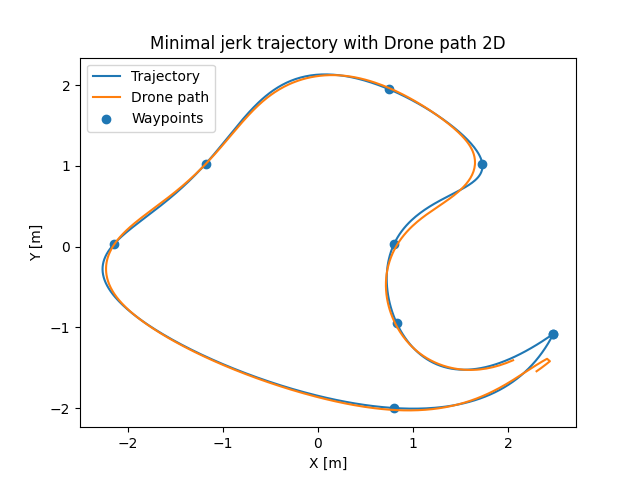 Minimal jerk trajectory with Drone path 2D
Trajectory
Drone path
Waypoints
2
1
0
−1
−2
Y [m]
−2
−1
0
1
2
X [m]